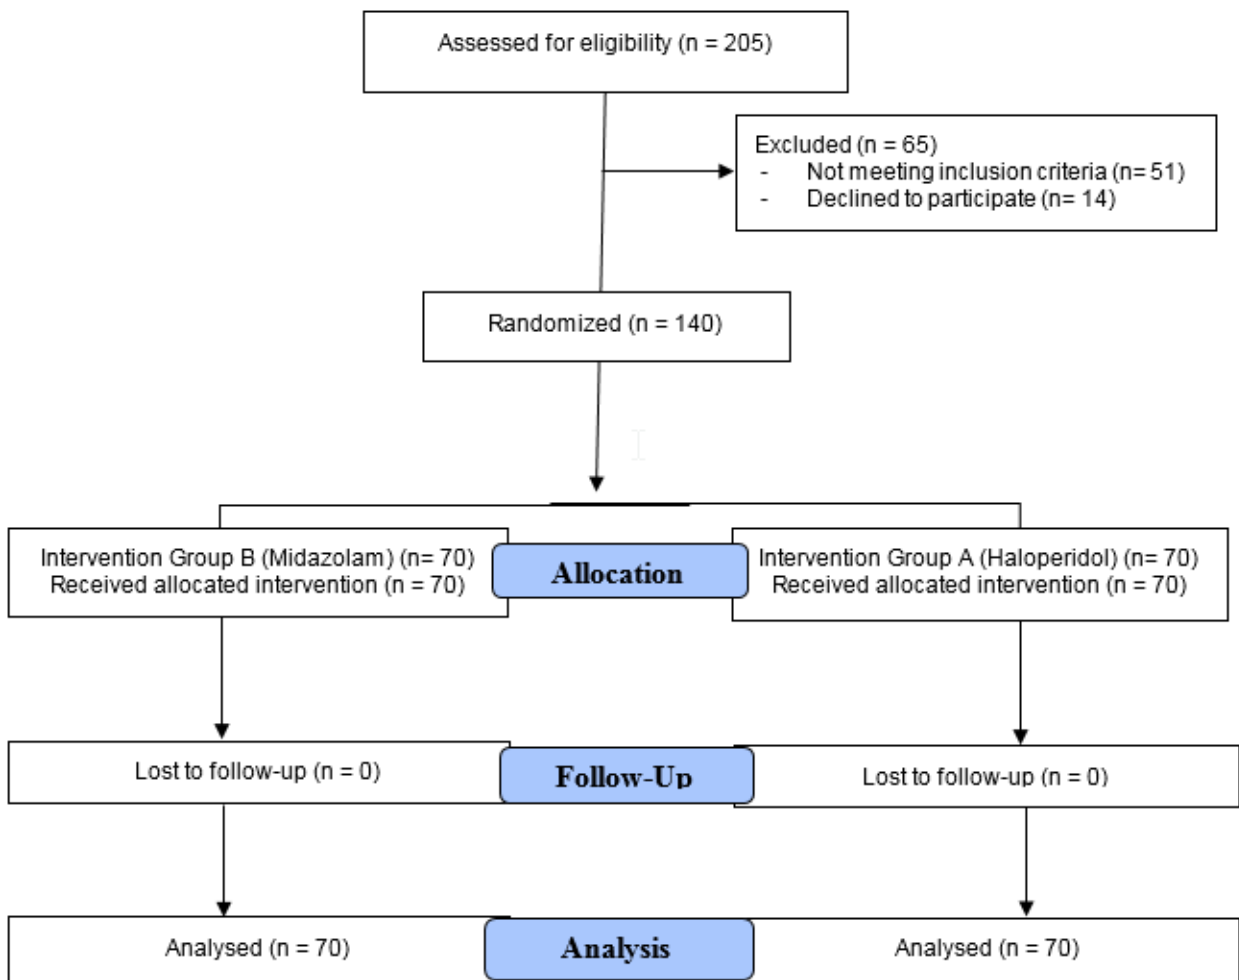 Assessed for eligibility (n = 205)
Excluded (n = 65)
- Not meeting inclusion criteria (n= 51)
- Declined to participate (n= 14)
Randomized (n = 140)
Intervention Group B (Midazolam) (n= 70)
Received allocated intervention (n = 70)
Allocation
Intervention Group A (Haloperidol) (n= 70)
Received allocated intervention (n = 70)
Lost to follow-up (n = 0)
Follow-Up
Lost to follow-up (n = 0)
Analysed (n = 70)
Analysis
Analysed (n = 70)